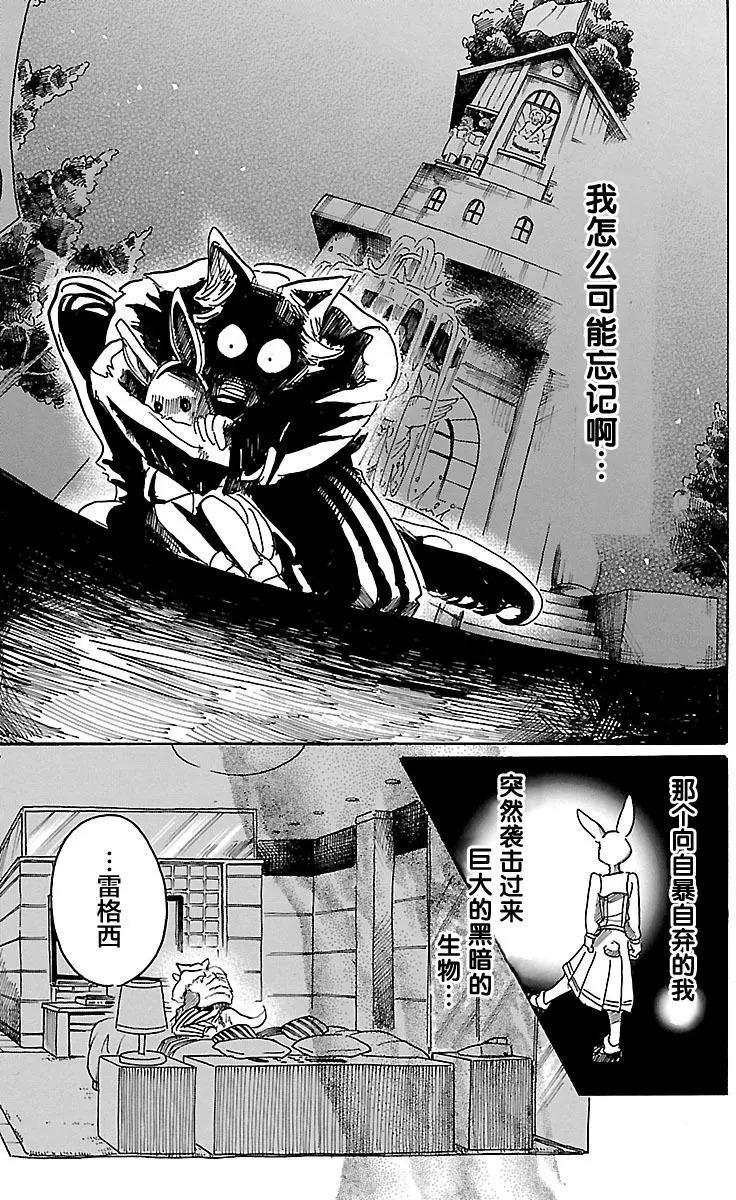 我怎么可能忘记啊…
那个向自暴自弃的我
突然袭击过来
巨大的黑暗的
生物…
…雷格西